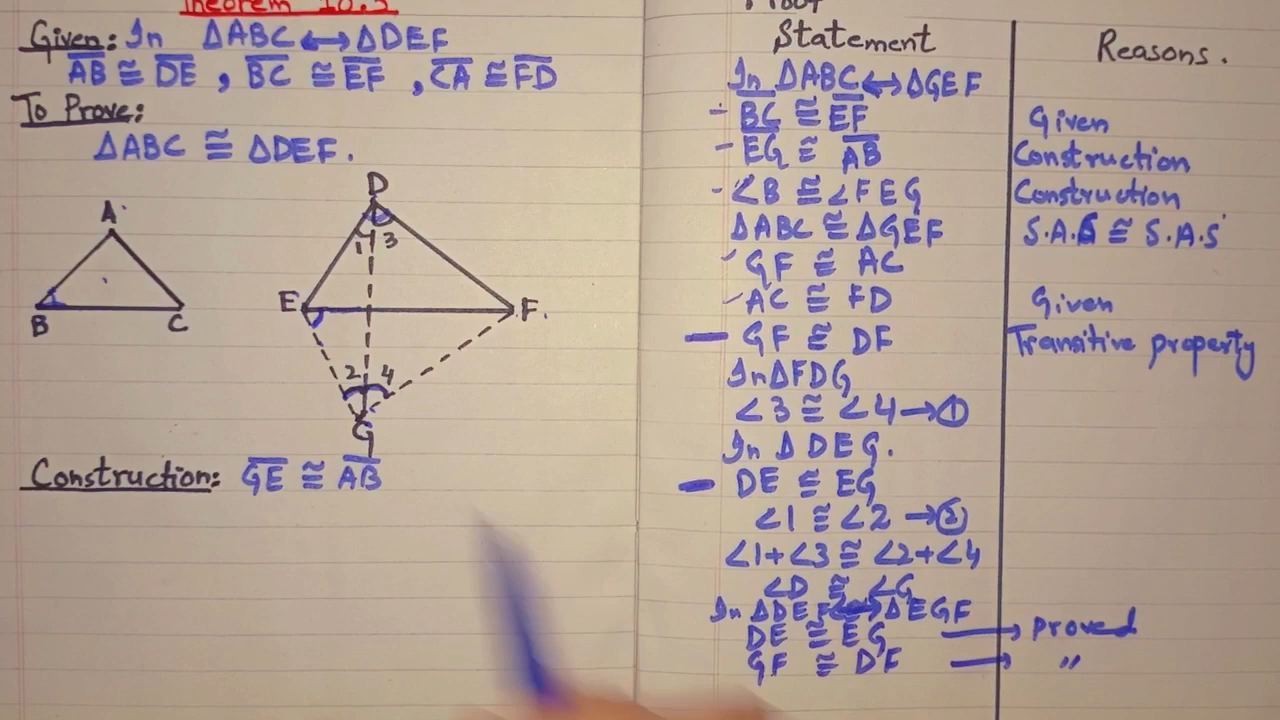 Theorem 10.3
Given: In ΔABC ↔ ΔDEF
AB ≅ DE , BC ≅ EF , CA ≅ FD
To Prove:
ΔABC ≅ ΔDEF.
A
B
C
D
1 3
E
F.
2 4
G
Construction: GE ≅ AB
Proof
Statement Reasons.
In ΔABC ↔ ΔGEF
- BC ≅ EF Given
- EG ≅ AB Construction
- ∠B ≅ ∠FEG Construction
ΔABC ≅ ΔGEF S.A.S ≅ S.A.S
GF ≅ AC
AC ≅ FD Given
- GF ≅ DF Transitive property
In ΔFDG
∠3 ≅ ∠4 → ①
In Δ DEG.
- DE ≅ EG
∠1 ≅ ∠2 → ②
∠1+∠3 ≅ ∠2+∠4
∠D ≅ ∠G
In ΔDEF ↔ ΔEGF
DE ≅ EG → Proved
GF ≅ DF → "